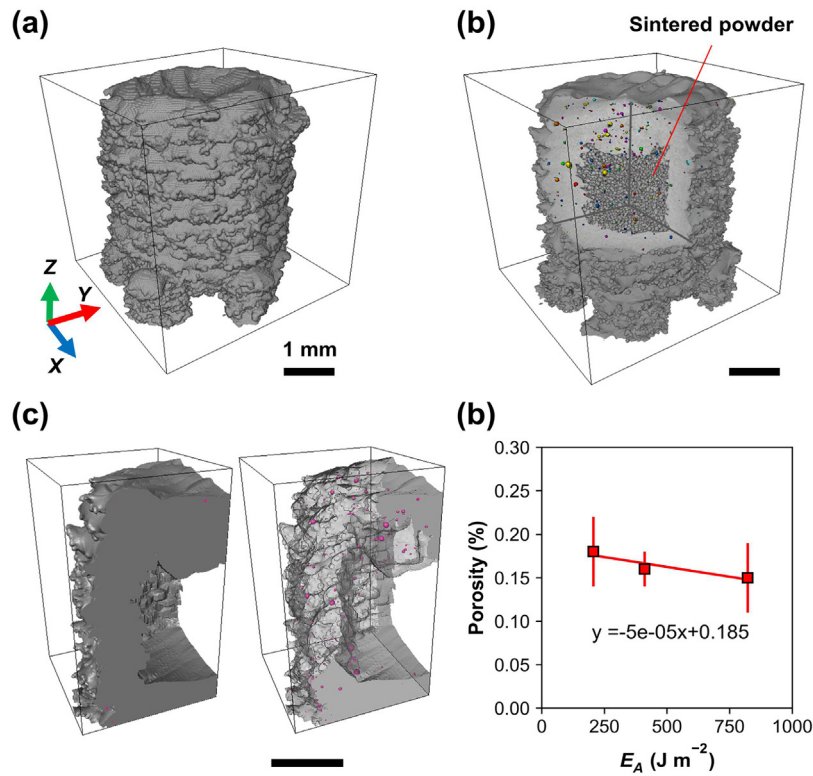 (a)
(b)
Sintered powder
Z
Y
X
1 mm
(c)
(b)
0.30
0.25
0.20
0.15
0.10
0.05
0.00
Porosity (%)
y =-5e-05x+0.185
0 250 500 750 1000
E_A (J m⁻²)